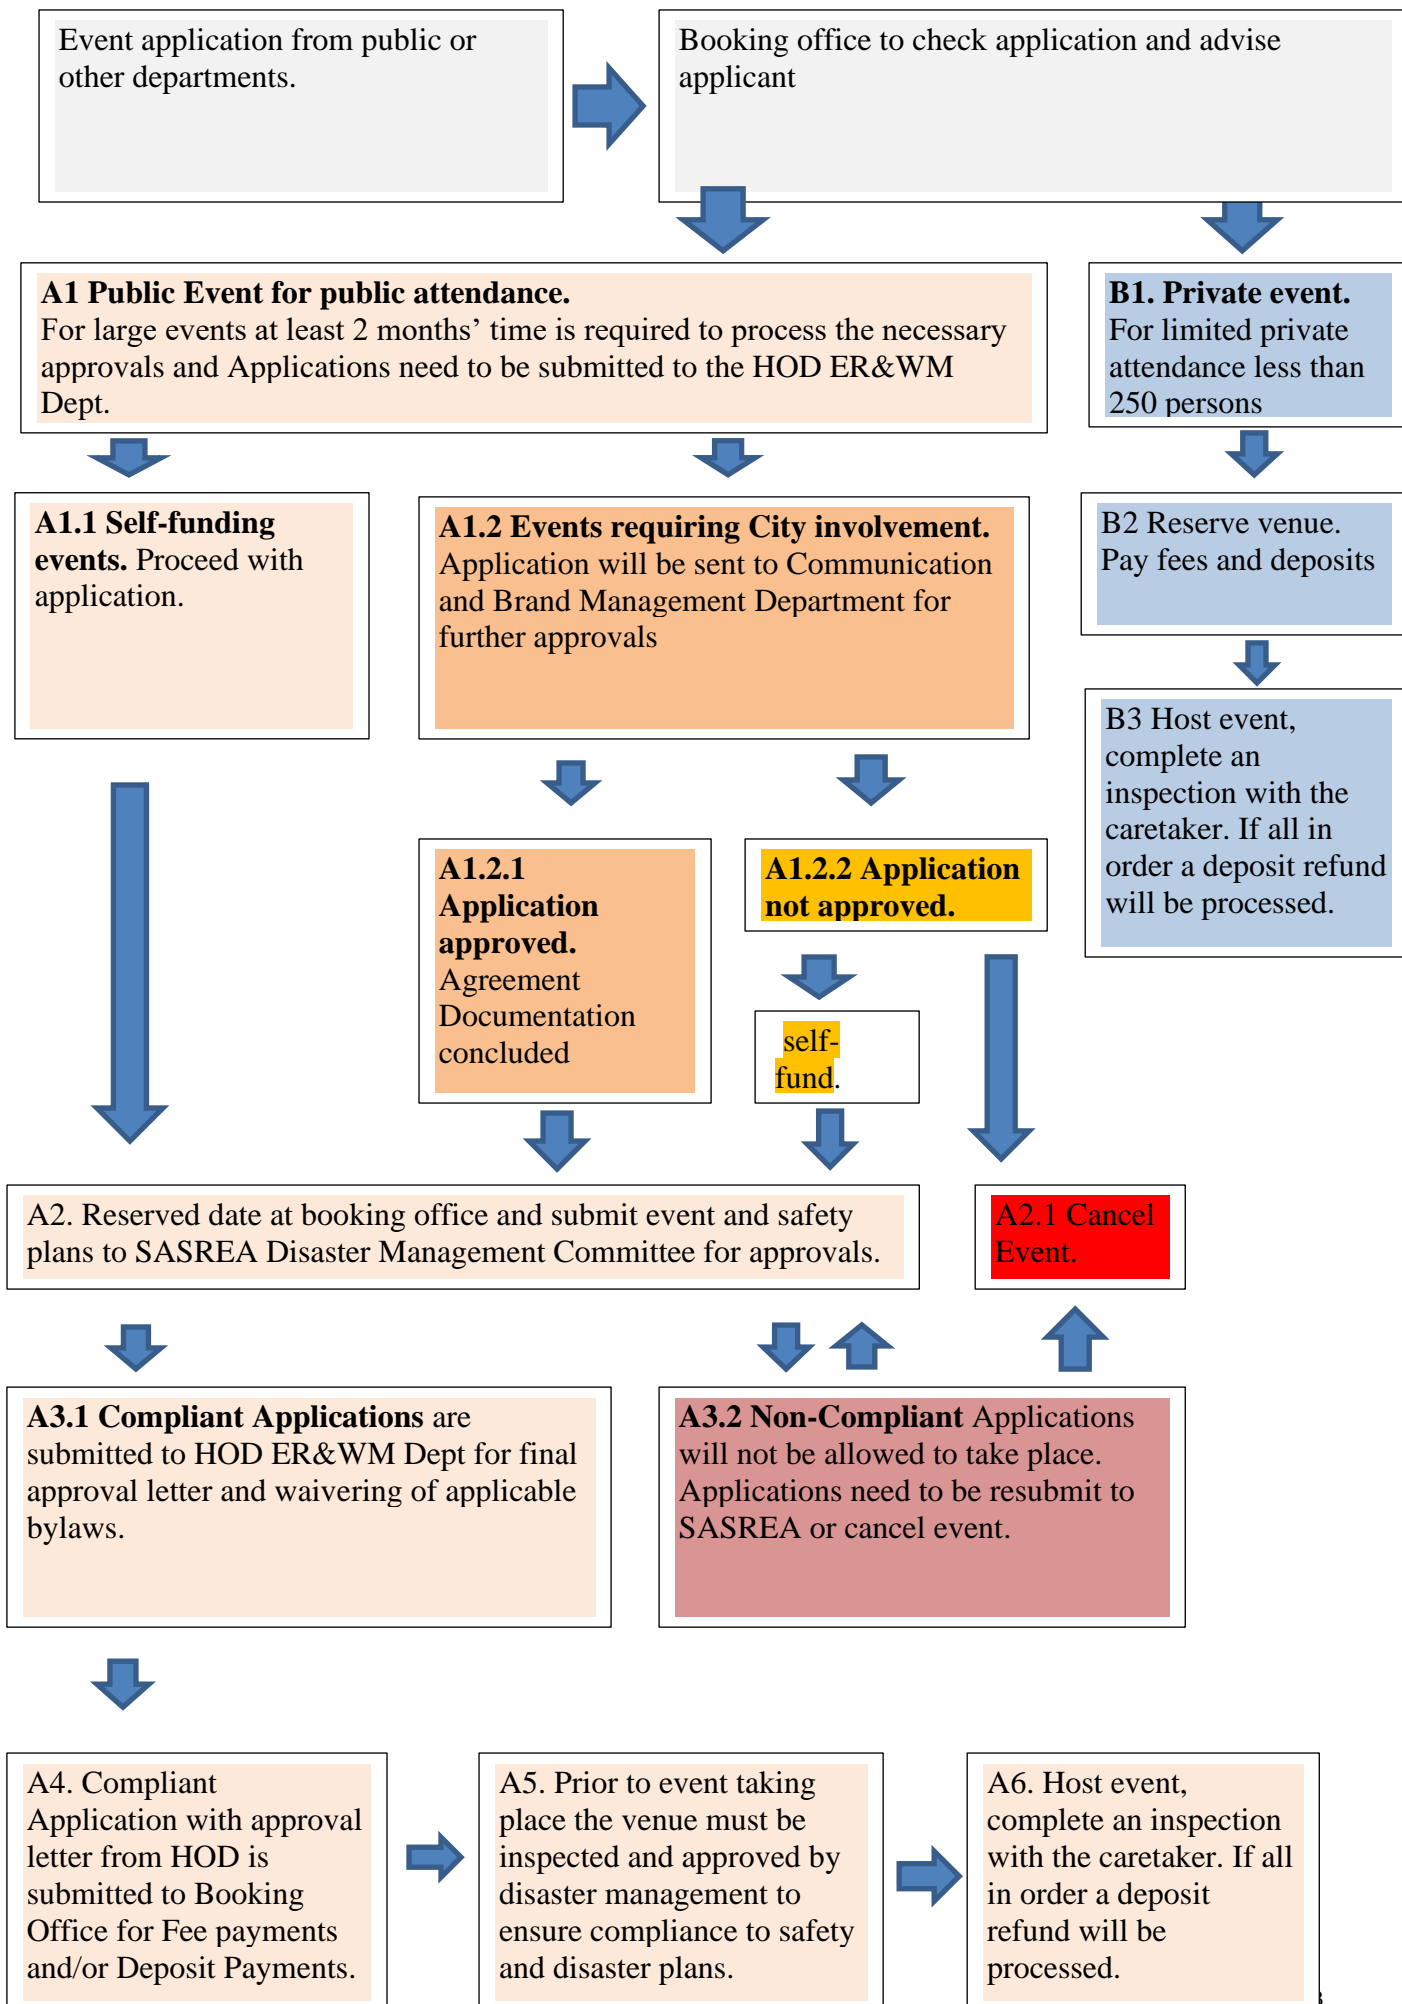 Event application from public or
other departments.
Booking office to check application and advise
applicant
A1 Public Event for public attendance.
For large events at least 2 months’ time is required to process the necessary
approvals and Applications need to be submitted to the HOD ER&WM
Dept.
B1. Private event.
For limited private
attendance less than
250 persons
A1.1 Self-funding
events. Proceed with
application.
A1.2 Events requiring City involvement.
Application will be sent to Communication
and Brand Management Department for
further approvals
B2 Reserve venue.
Pay fees and deposits
B3 Host event,
complete an
inspection with the
caretaker. If all in
order a deposit refund
will be processed.
A1.2.1
Application
approved.
Agreement
Documentation
concluded
A1.2.2 Application
not approved.
self-
fund.
A2. Reserved date at booking office and submit event and safety
plans to SASREA Disaster Management Committee for approvals.
A2.1 Cancel
Event.
A3.1 Compliant Applications are
submitted to HOD ER&WM Dept for final
approval letter and waivering of applicable
bylaws.
A3.2 Non-Compliant Applications
will not be allowed to take place.
Applications need to be resubmit to
SASREA or cancel event.
A4. Compliant
Application with approval
letter from HOD is
submitted to Booking
Office for Fee payments
and/or Deposit Payments.
A5. Prior to event taking
place the venue must be
inspected and approved by
disaster management to
ensure compliance to safety
and disaster plans.
A6. Host event,
complete an inspection
with the caretaker. If all
in order a deposit
refund will be
processed.